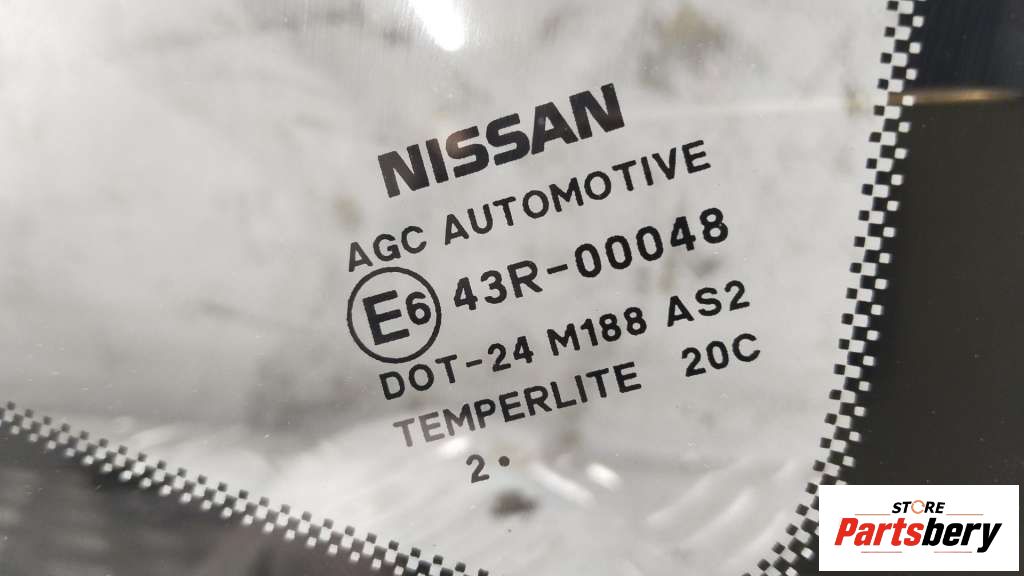 NISSAN
AGC AUTOMOTIVE
E6 43R-00048
DOT-24 M188 AS2
TEMPERLITE 20C
2 •
STORE
Partsbery